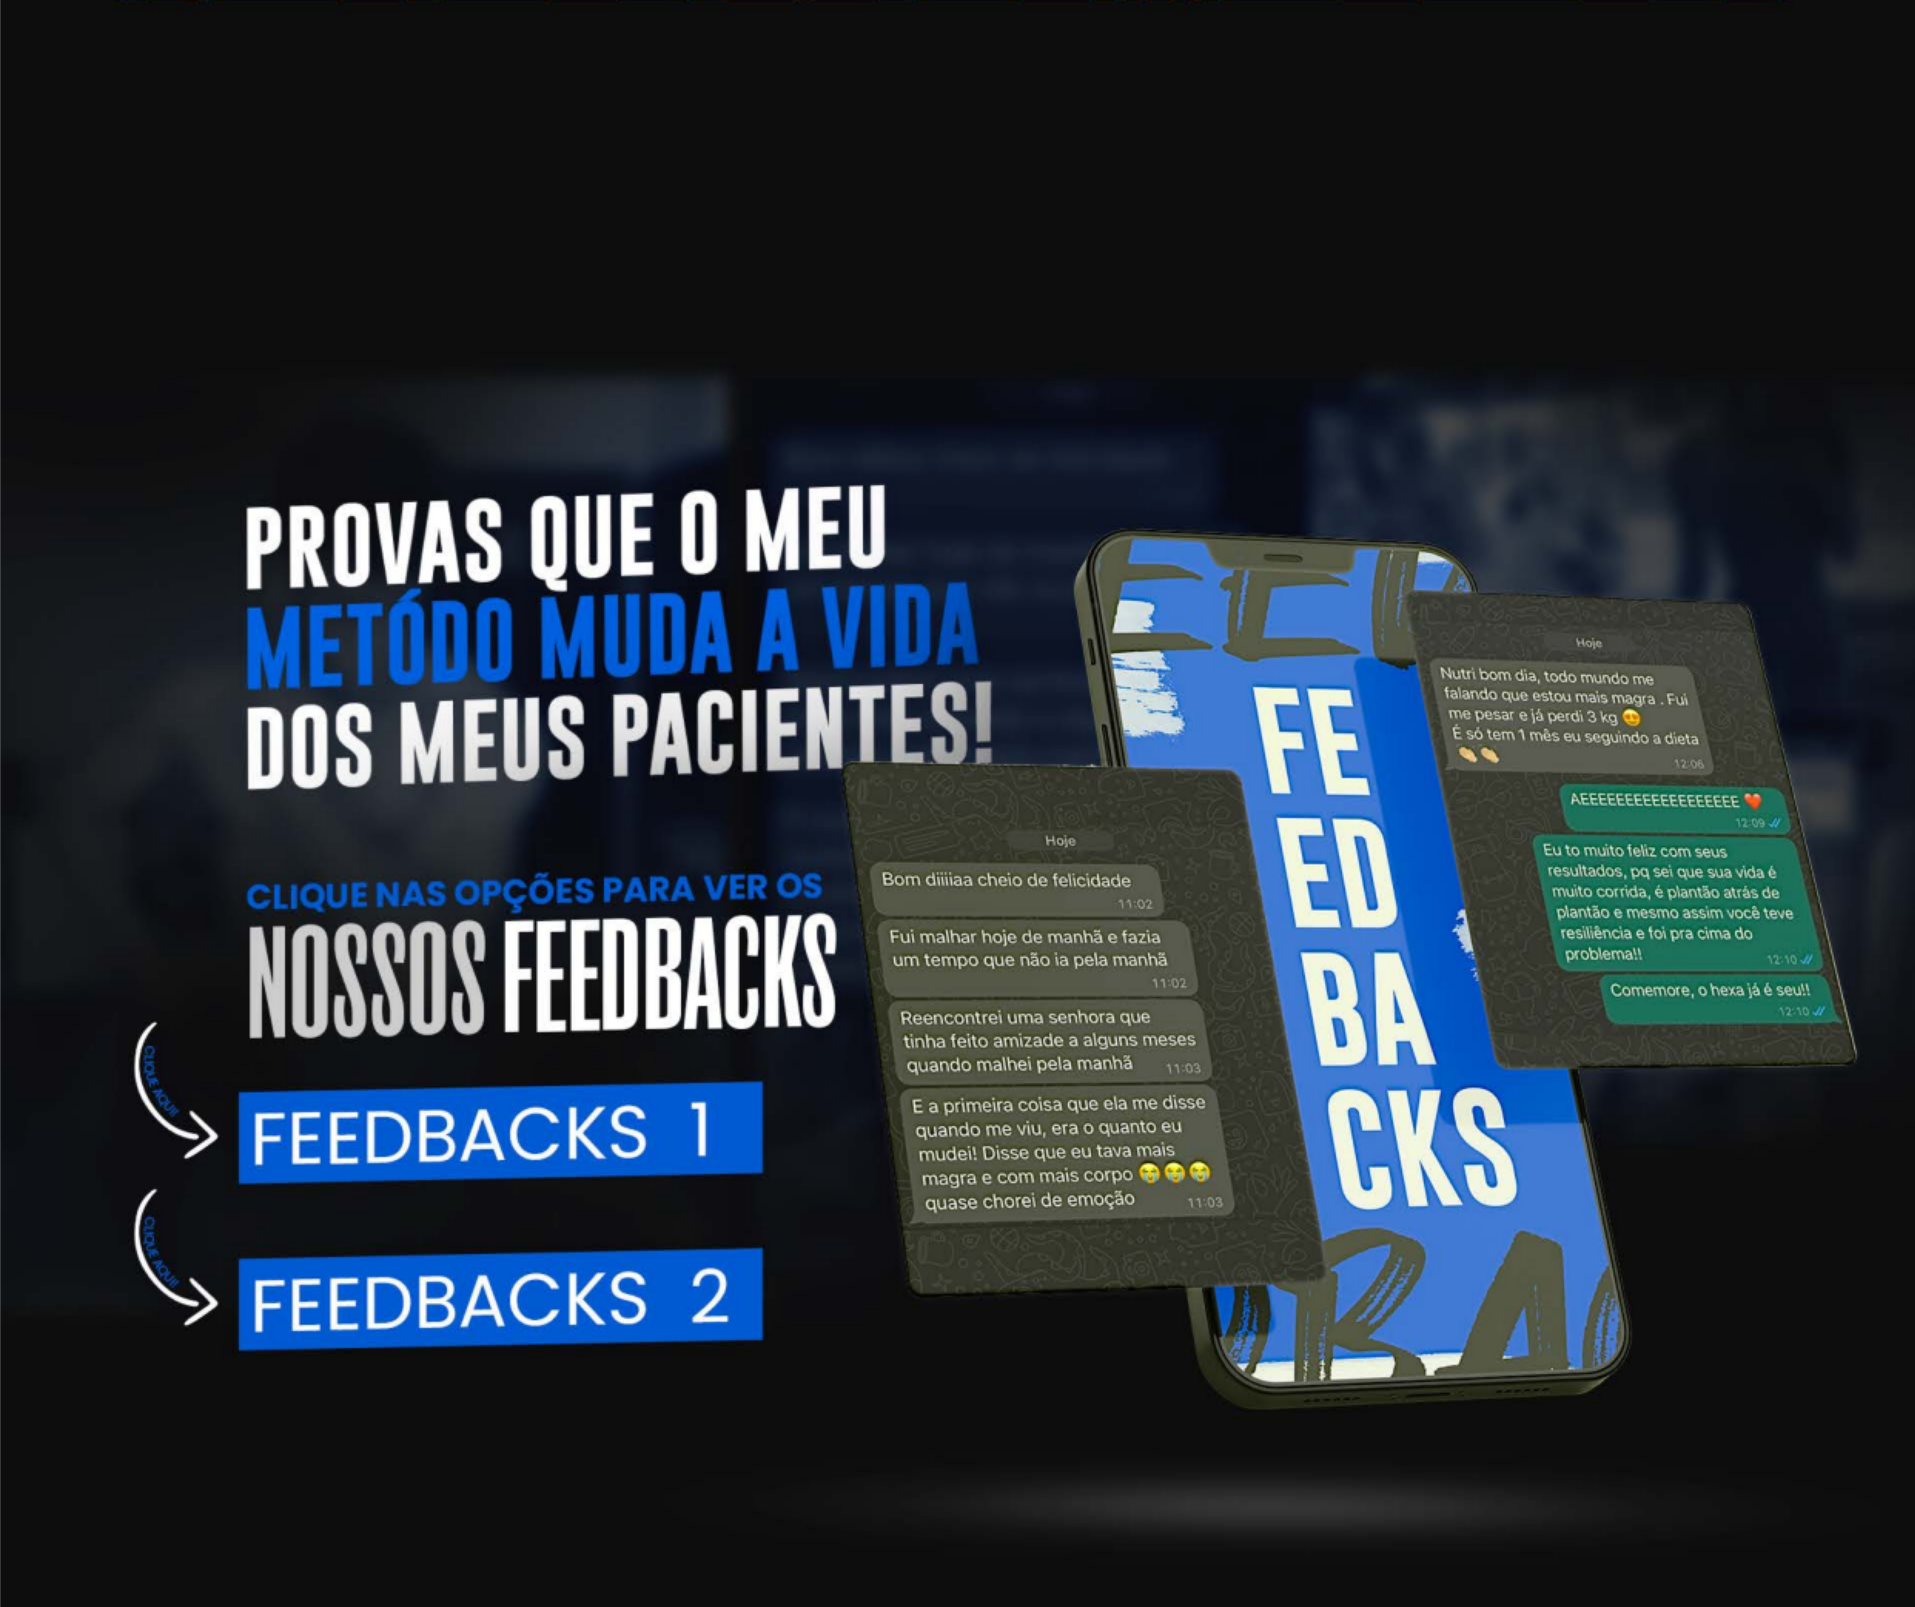 PROVAS QUE O MEU
METÓDO MUDA A VIDA
DOS MEUS PACIENTES!
CLIQUE NAS OPÇÕES PARA VER OS
NOSSOS FEEDBACKS
CLIQUE AQUI!
FEEDBACKS 1
CLIQUE AQUI!
FEEDBACKS 2
Hoje
Bom diiiiaa cheio de felicidade
11:02
Fui malhar hoje de manhã e fazia
um tempo que não ia pela manhã
11:02
Reencontrei uma senhora que
tinha feito amizade a alguns meses
quando malhei pela manhã
11:03
E a primeira coisa que ela me disse
quando me viu, era o quanto eu
mudei! Disse que eu tava mais
magra e com mais corpo 😭😭😭
quase chorei de emoção
11:03
FE
ED
BA
CKS
Hoje
Nutri bom dia, todo mundo me
falando que estou mais magra . Fui
me pesar e já perdi 3 kg 😍
É só tem 1 mês eu seguindo a dieta
👏🏼👏🏼
12:06
AEEEEEEEEEEEEEEEEEEE ❤️
12:09
Eu to muito feliz com seus
resultados, pq sei que sua vida é
muito corrida, é plantão atrás de
plantão e mesmo assim você teve
resiliência e foi pra cima do
problema!!
12:10
Comemore, o hexa já é seu!!
12:10